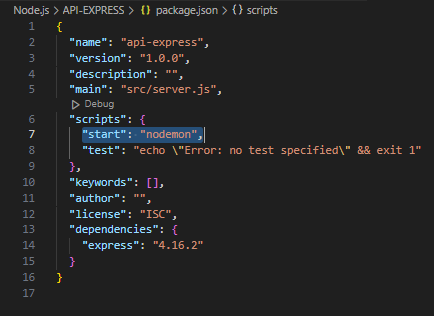 Node.js > API-EXPRESS > package.json > {} scripts
1 {
2 "name": "api-express",
3 "version": "1.0.0",
4 "description": "",
5 "main": "src/server.js",
Debug
6 "scripts": {
7 "start": "nodemon",
8 "test": "echo \"Error: no test specified\" && exit 1"
9 },
10 "keywords": [],
11 "author": "",
12 "license": "ISC",
13 "dependencies": {
14 "express": "4.16.2"
15 }
16 }
17